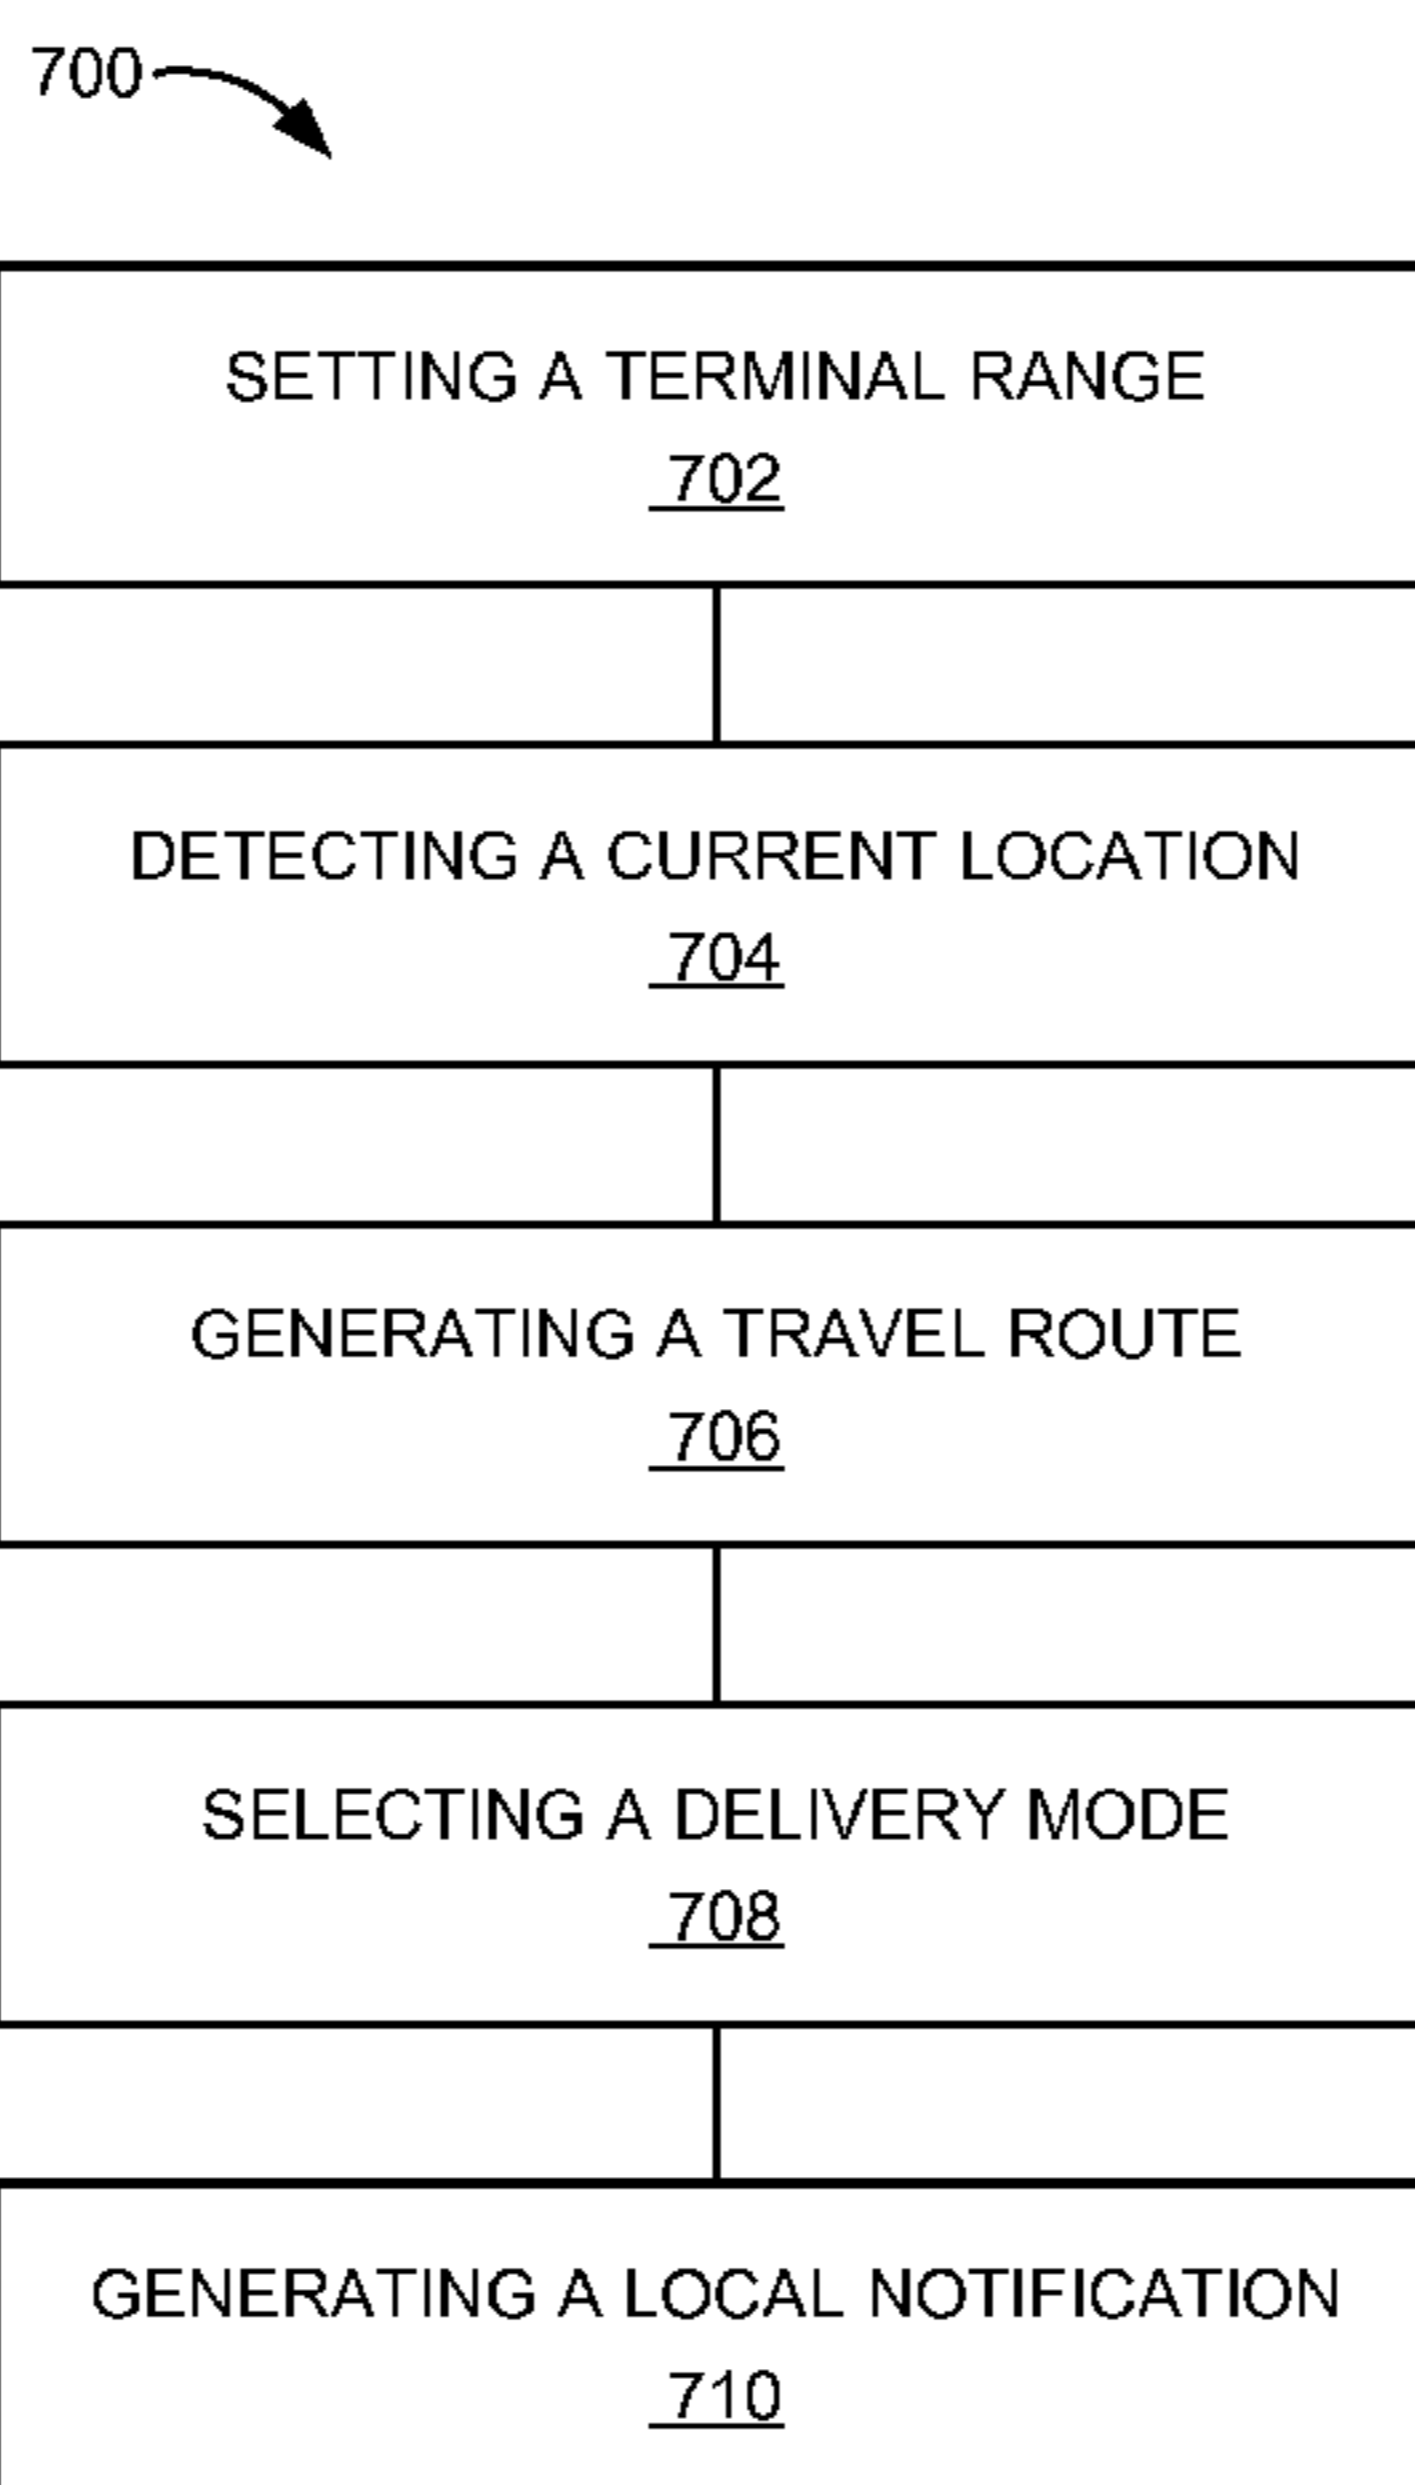 700
SETTING A TERMINAL RANGE
702
DETECTING A CURRENT LOCATION
704
GENERATING A TRAVEL ROUTE
706
SELECTING A DELIVERY MODE
708
GENERATING A LOCAL NOTIFICATION
710